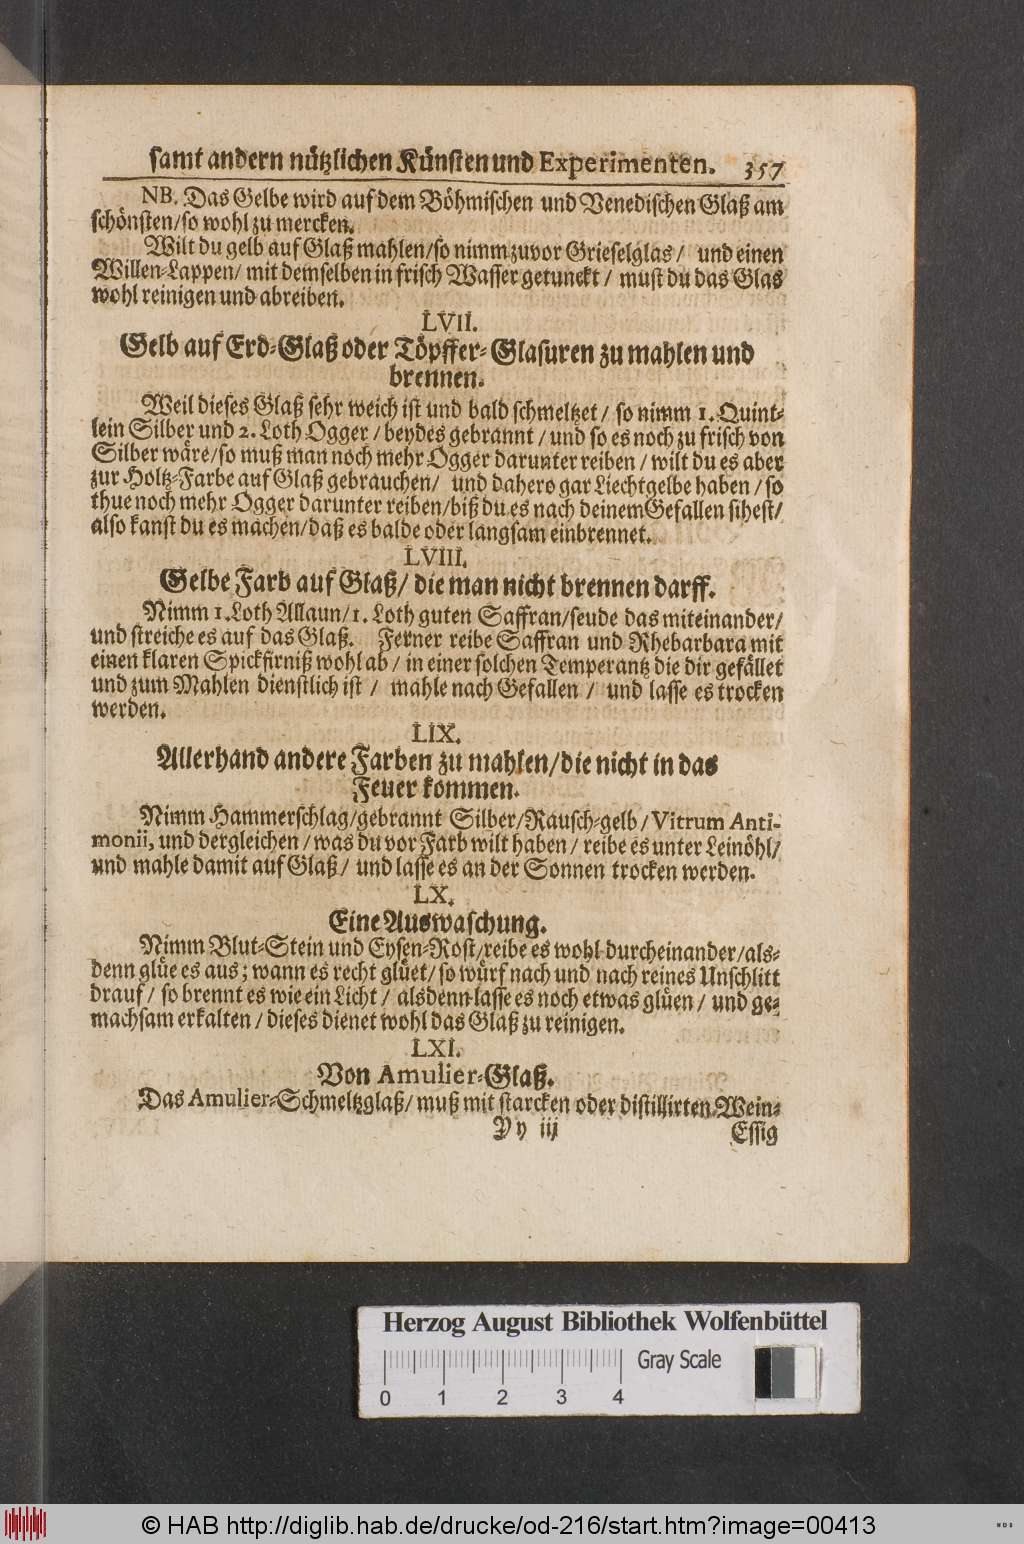 samt andern nützlichen Künsten und Experimenten. 357
NB. Das Gelbe wird auf dem Böhmischen und Venedischen Glaß am
schönsten/so wohl zu mercken.
Wilt du gelb auf Glaß mahlen/so nimm zuvor Grieselglas/ und einen
Willen-Lappen/ mit demselben in frisch Wasser getunckt/ must du das Glas
wohl reinigen und abreiben.
LVII.
Gelb auf Erd-Glaß oder Töpffer-Glasuren zu mahlen und
brennen.
Weil dieses Glaß sehr weich ist und bald schmeltzet/ so nimm 1. Quint-
lein Silber und 2. Loth Ogger/beydes gebrannt/und so es noch zu frisch von
Silber wäre/so muß man noch mehr Ogger darunter reiben/wilt du es aber
zur Holtz-Farbe auf Glaß gebrauchen/ und dahero gar Liechtgelbe haben/so
thue noch mehr Ogger darunter reiben/biß du es nach deinem Gefallen sihest/
also kanst du es machen/daß es balde oder langsam einbrennet.
LVIII.
Gelbe Farb auf Glaß/ die man nicht brennen darff.
Nimm 1.Loth Allaun/1. Loth guten Saffran/seude das miteinander/
und streiche es auf das Glaß. Ferner reibe Saffran und Rhebarbara mit
einen klaren Spickfirniß wohl ab/ in einer solchen Temperantz die dir gefället
und zum Mahlen dienstlich ist/ mahle nach Gefallen/ und lasse es trocken
werden.
LIX.
Allerhand andere Farben zu mahlen/die nicht in das
Feuer kommen.
Nimm Hammerschlag/gebrannt Silber/Rausch-gelb/Vitrum Anti-
monii, und dergleichen/was du vor Farb wilt haben/ reibe es unter Leinöhl/
und mahle damit auf Glaß/ und lasse es an der Sonnen trocken werden.
LX.
Eine Auswaschung.
Nimm Blut-Stein und Eysen-Rost/reibe es wohl durcheinander/als-
denn glüe es aus; wann es recht glüet/so würf nach und nach reines Unschlitt
drauf/ so brennt es wie ein Licht/ alsdenn lasse es noch etwas glüen/ und ge-
machsam erkalten/dieses dienet wohl das Glaß zu reinigen.
LXI.
Von Amulier-Glaß.
Das Amulier-Schmeltzglaß/ muß mit starcken oder distillirten Wein-
Yy iij Essig
Herzog August Bibliothek Wolfenbüttel
Gray Scale
0 1 2 3 4
© HAB http://diglib.hab.de/drucke/od-216/start.htm?image=00413